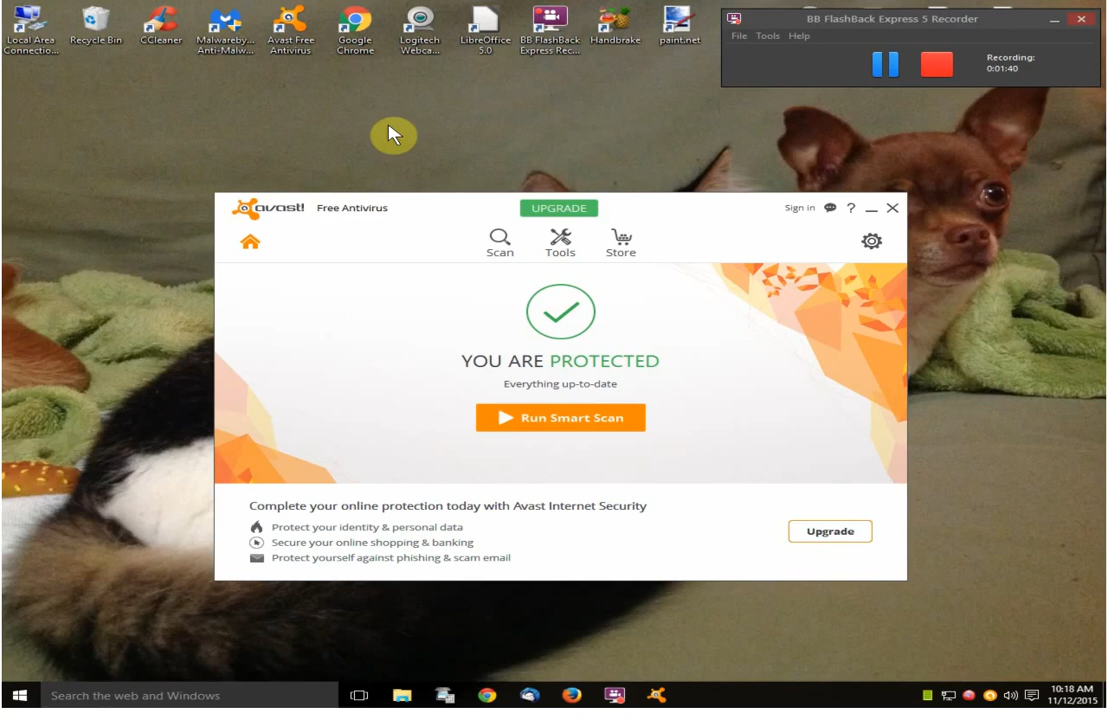 Local Area Connectio...
Recycle Bin
CCleaner
Malwareby... Anti-Malw...
Avast Free Antivirus
Google Chrome
Logitech Webca...
LibreOffice 5.0
BB FlashBack Express Rec...
Handbrake
paint.net
BB FlashBack Express 5 Recorder
File Tools Help
Recording:
0:01:40
avast! Free Antivirus
UPGRADE
Sign in ?
Scan Tools Store
YOU ARE PROTECTED
Everything up-to-date
Run Smart Scan
Complete your online protection today with Avast Internet Security
Protect your identity & personal data
Secure your online shopping & banking
Protect yourself against phishing & scam email
Upgrade
Search the web and Windows
10:18 AM
11/12/2015